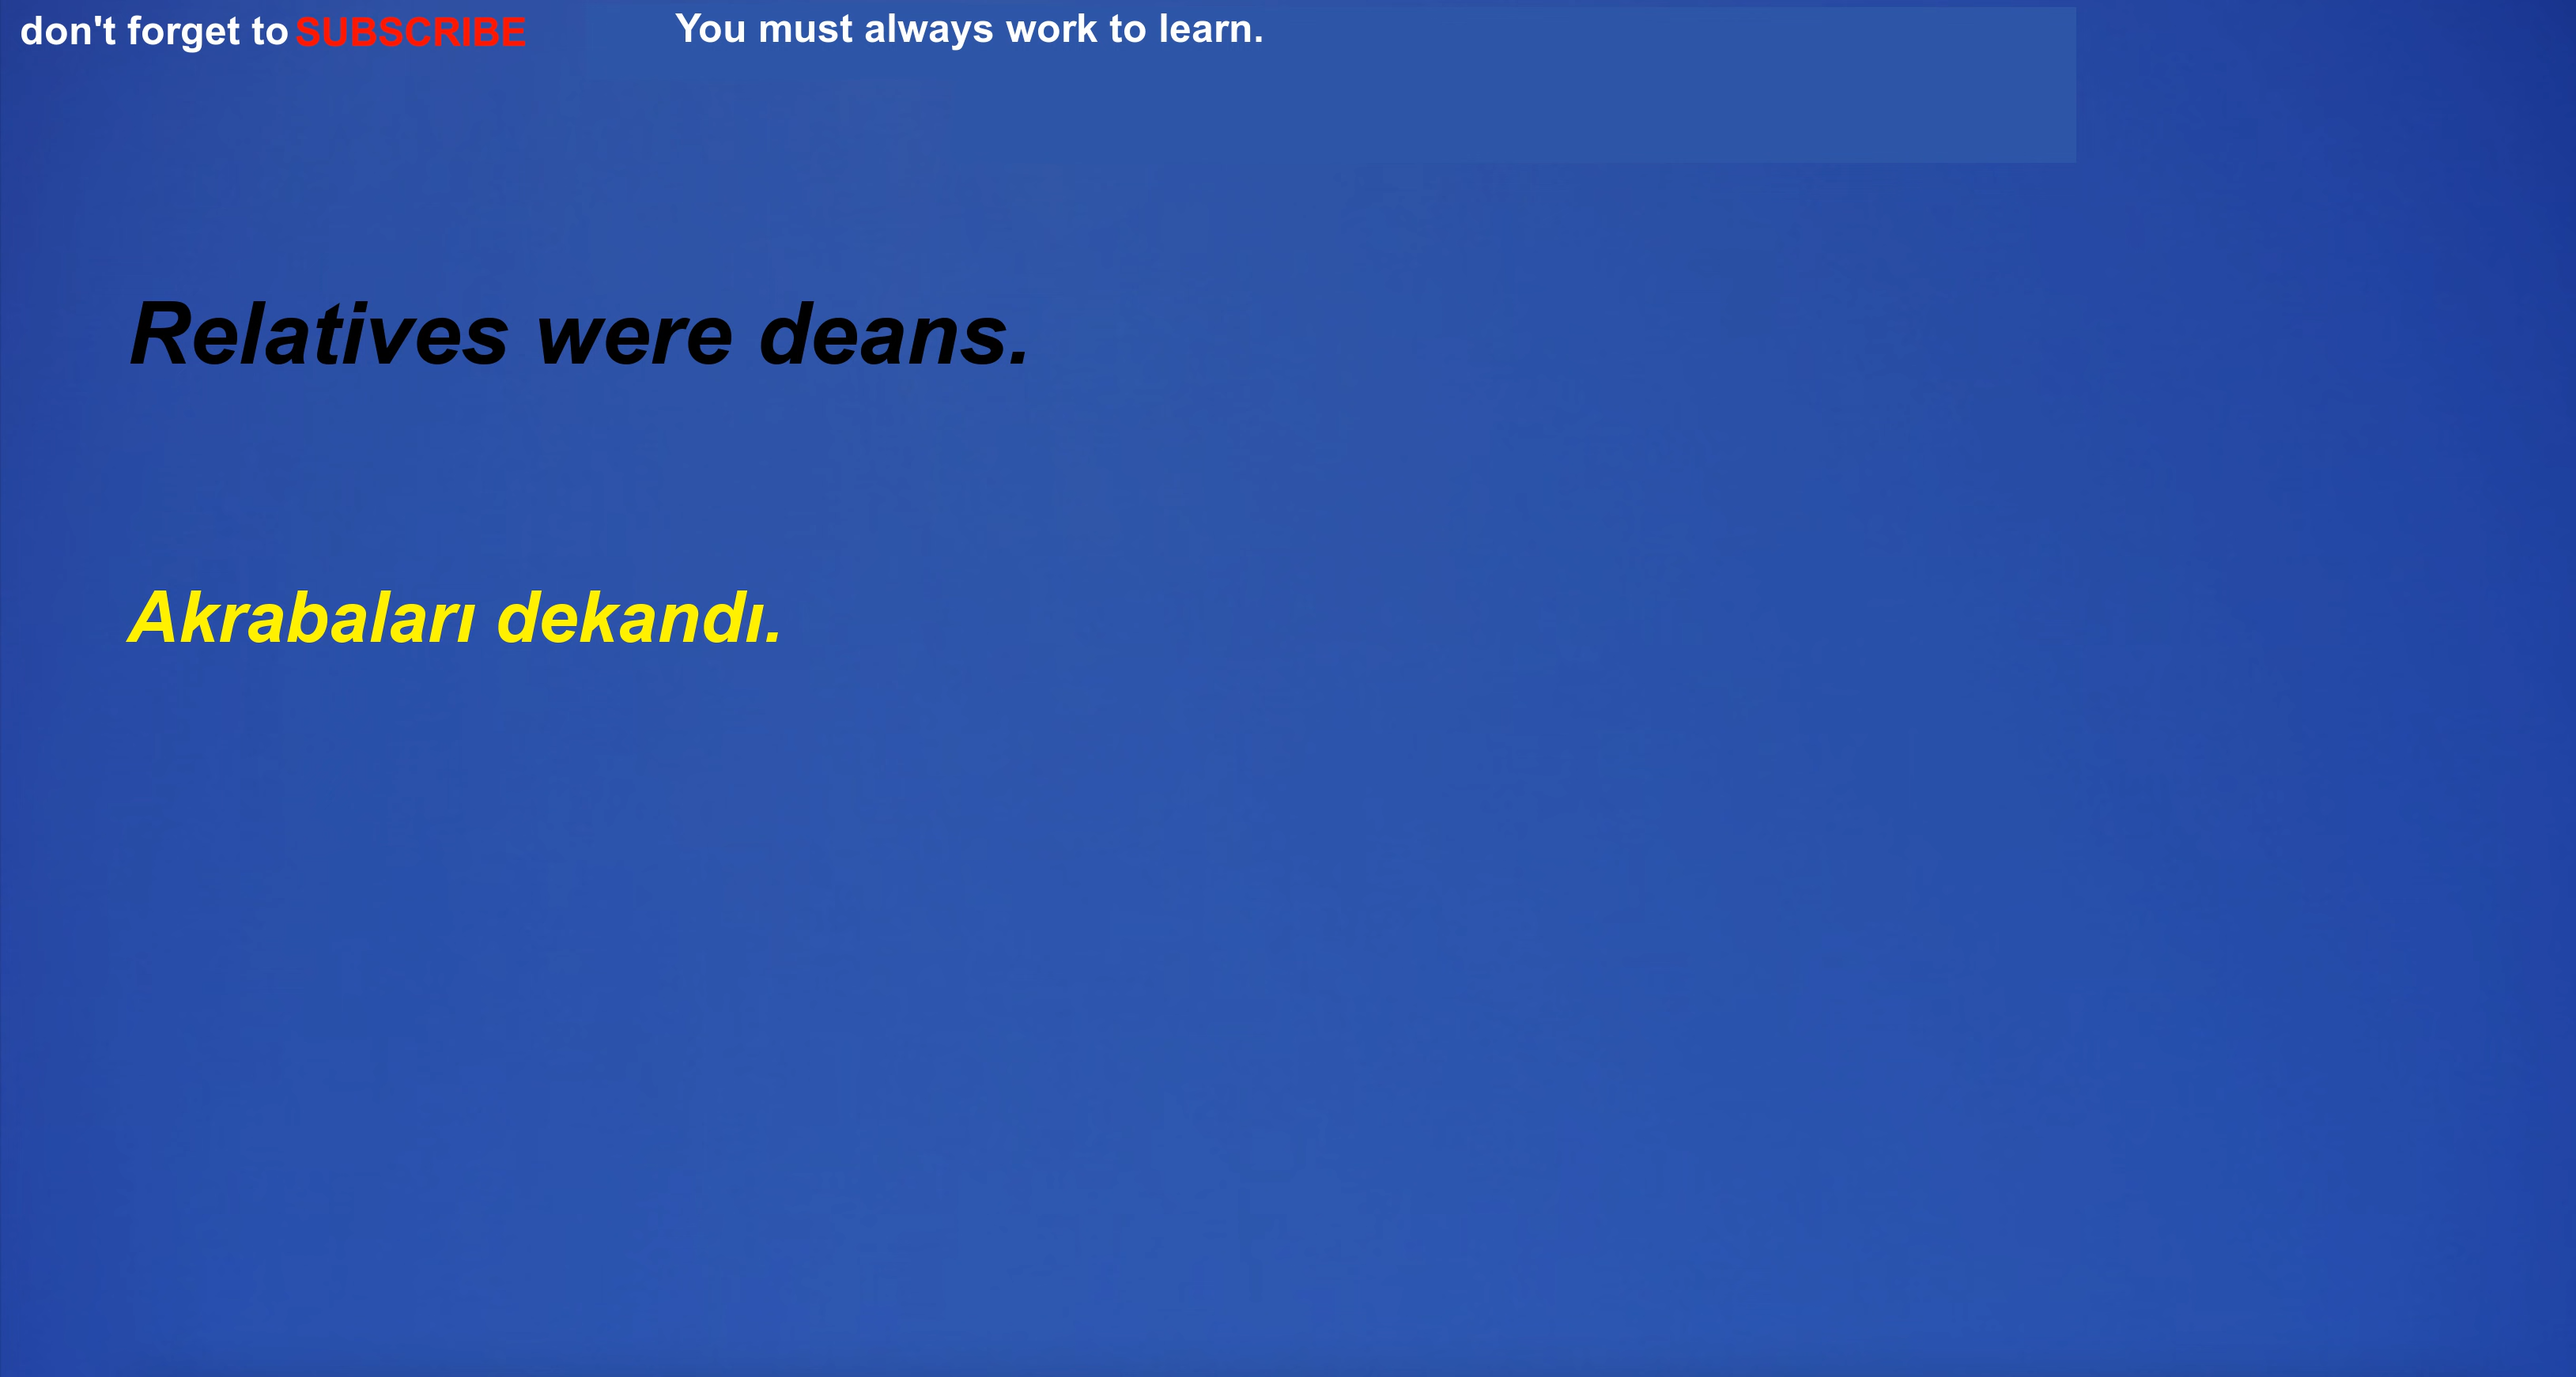 don't forget to SUBSCRIBE
You must always work to learn.
Relatives were deans.
Akrabaları dekandı.